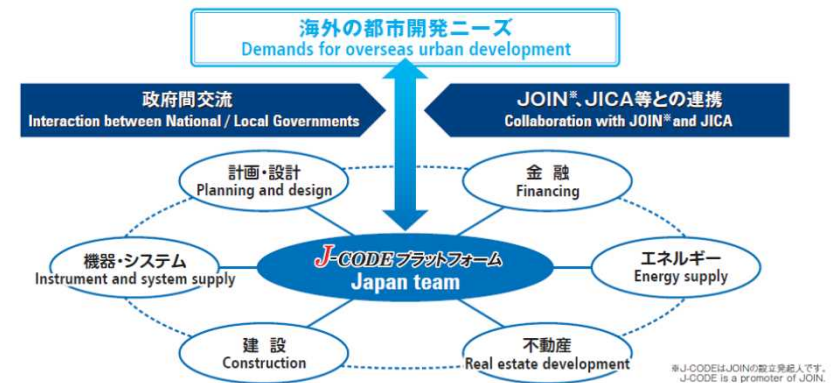 海外の都市開発ニーズ
Demands for overseas urban development
政府間交流
Interaction between National / Local Governments
JOIN※、JICA等との連携
Collaboration with JOIN※ and JICA
計画・設計
Planning and design
金 融
Financing
機器・システム
Instrument and system supply
J-CODE プラットフォーム
Japan team
エネルギー
Energy supply
建 設
Construction
不動産
Real estate development
※J-CODEはJOINの設立発起人です。
J-CODE is a promoter of JOIN.